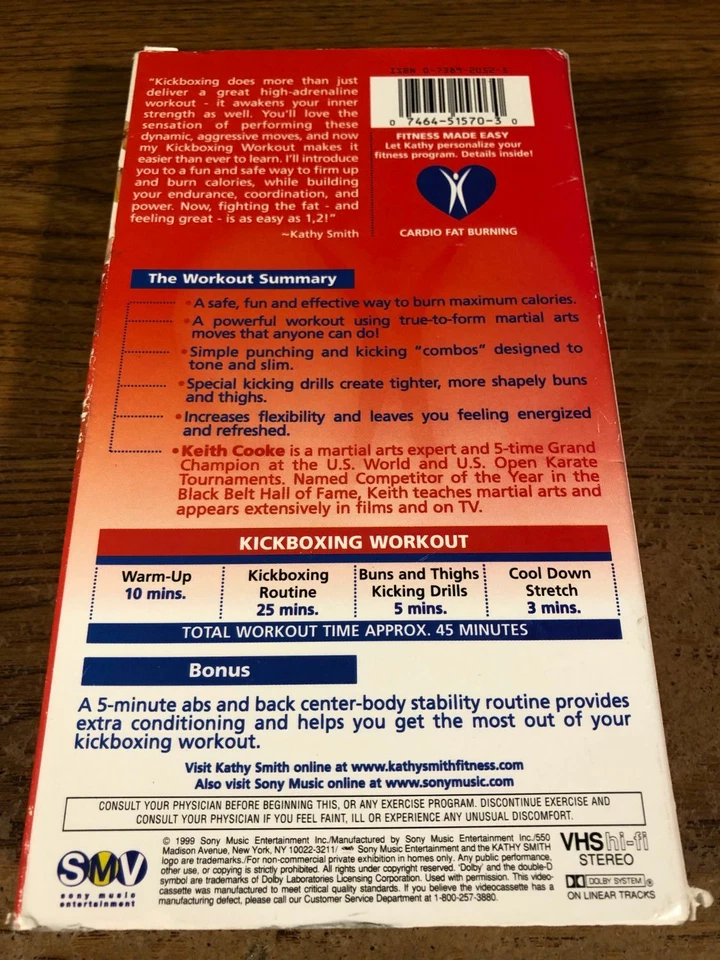 "Kickboxing does more than just
deliver a great high-adrenaline
workout - it awakens your inner
strength as well. You'll love the
sensation of performing these
dynamic, aggressive moves, and now
my Kickboxing Workout makes it
easier than ever to learn. I'll introduce
you to a fun and safe way to firm up
and burn calories, while building
your endurance, coordination, and
power. Now, fighting the fat - and
feeling great - is as easy as 1,2!"
~Kathy Smith
ISBN 0-7389-2032-3
0 7464-51570-3 0
FITNESS MADE EASY
Let Kathy personalize your
fitness program. Details inside!
CARDIO FAT BURNING
The Workout Summary
• A safe, fun and effective way to burn maximum calories.
• A powerful workout using true-to-form martial arts
moves that anyone can do!
• Simple punching and kicking "combos" designed to
tone and slim.
• Special kicking drills create tighter, more shapely buns
and thighs.
• Increases flexibility and leaves you feeling energized
and refreshed.
• Keith Cooke is a martial arts expert and 5-time Grand
Champion at the U.S. World and U.S. Open Karate
Tournaments. Named Competitor of the Year in the
Black Belt Hall of Fame, Keith teaches martial arts and
appears extensively in films and on TV.
KICKBOXING WORKOUT
Warm-Up
10 mins.
Kickboxing
Routine
25 mins.
Buns and Thighs
Kicking Drills
5 mins.
Cool Down
Stretch
3 mins.
TOTAL WORKOUT TIME APPROX. 45 MINUTES
Bonus
A 5-minute abs and back center-body stability routine provides
extra conditioning and helps you get the most out of your
kickboxing workout.
Visit Kathy Smith online at www.kathysmithfitness.com
Also visit Sony Music online at www.sonymusic.com
CONSULT YOUR PHYSICIAN BEFORE BEGINNING THIS, OR ANY EXERCISE PROGRAM. DISCONTINUE EXERCISE AND
CONSULT YOUR PHYSICIAN IF YOU FEEL FAINT, ILL OR EXPERIENCE ANY UNUSUAL DISCOMFORT.
SMV
sony music
entertainment
© 1999 Sony Music Entertainment Inc./Manufactured by Sony Music Entertainment Inc./550
Madison Avenue, New York, NY 10022-3211/ Sony Music Entertainment and the KATHY SMITH
logo are trademarks./For non-commercial private exhibition in homes only. Any public performance,
other use, or copying is strictly prohibited. All rights under copyright reserved. 'Dolby' and the double-D
symbol are trademarks of Dolby Laboratories Licensing Corporation. Used with permission. This video-
cassette was manufactured to meet critical quality standards. If you believe the videocassette has a
manufacturing defect, please call our Customer Service Department at 1-800-257-3880.
VHS hi-fi
STEREO
DOLBY SYSTEM ®
ON LINEAR TRACKS